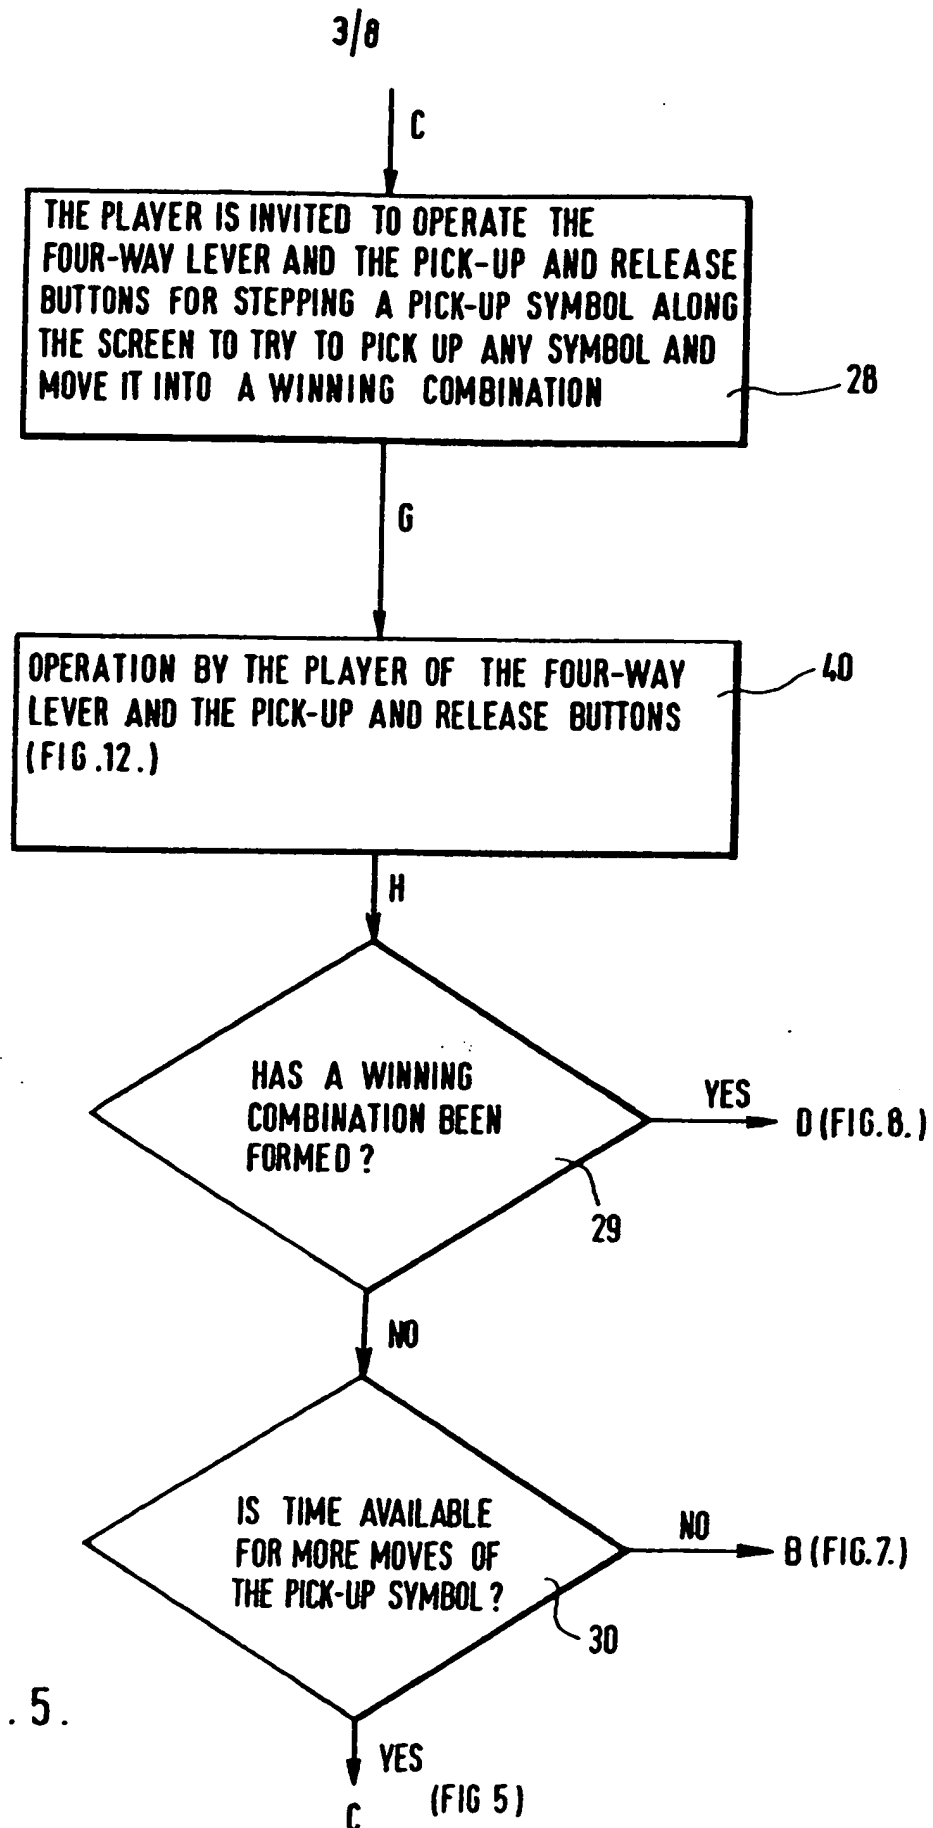 3/8
C
THE PLAYER IS INVITED TO OPERATE THE
FOUR-WAY LEVER AND THE PICK-UP AND RELEASE
BUTTONS FOR STEPPING A PICK-UP SYMBOL ALONG
THE SCREEN TO TRY TO PICK UP ANY SYMBOL AND
MOVE IT INTO A WINNING COMBINATION
28
G
OPERATION BY THE PLAYER OF THE FOUR-WAY
LEVER AND THE PICK-UP AND RELEASE BUTTONS
(FIG.12.)
40
H
HAS A WINNING
COMBINATION BEEN
FORMED?
YES
D (FIG.8.)
29
NO
IS TIME AVAILABLE
FOR MORE MOVES OF
THE PICK-UP SYMBOL?
NO
B (FIG.7.)
30
. 5.
YES
(FIG 5)
C